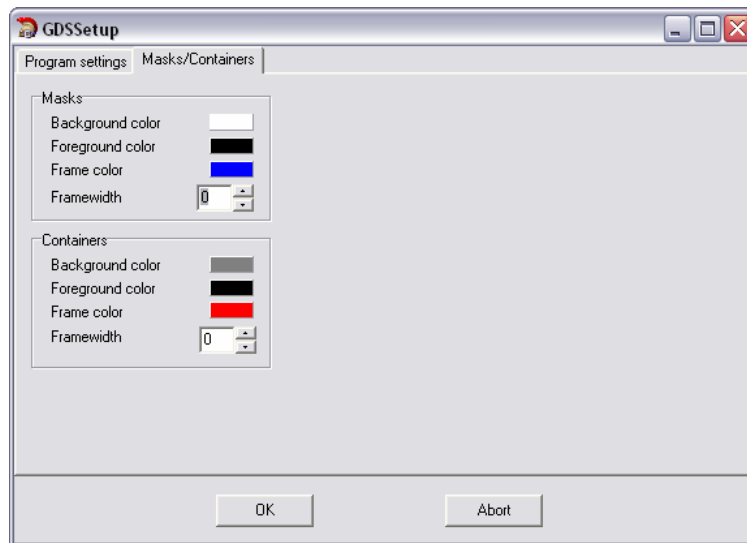 GDSSetup
Program settings Masks/Containers
Masks
Background color
Foreground color
Frame color
Framewidth 0
Containers
Background color
Foreground color
Frame color
Framewidth 0
OK Abort